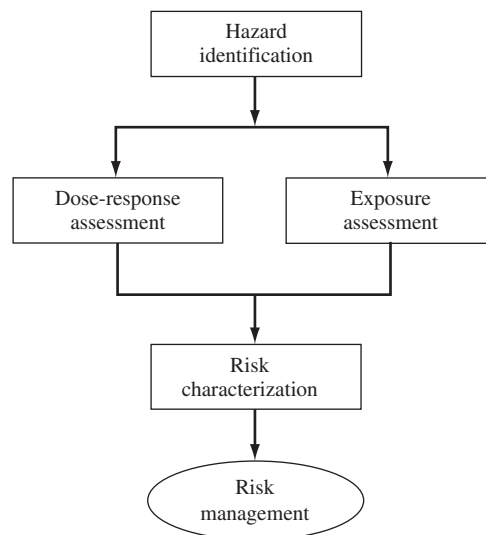 Hazard
identification
Dose-response
assessment
Exposure
assessment
Risk
characterization
Risk
management